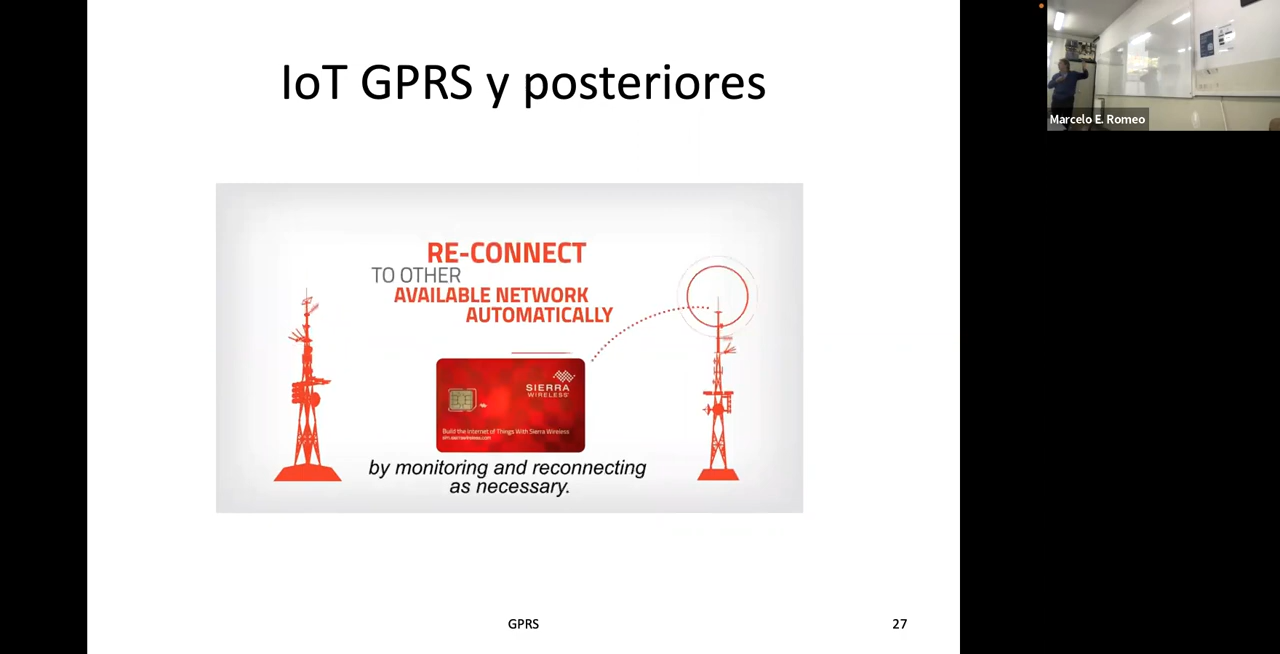 IoT GPRS y posteriores
Marcelo E. Romeo
RE-CONNECT
TO OTHER
AVAILABLE NETWORK
AUTOMATICALLY
SIERRA
WIRELESS
Build the Internet of Things With Sierra Wireless
by monitoring and reconnecting
as necessary.
GPRS
27